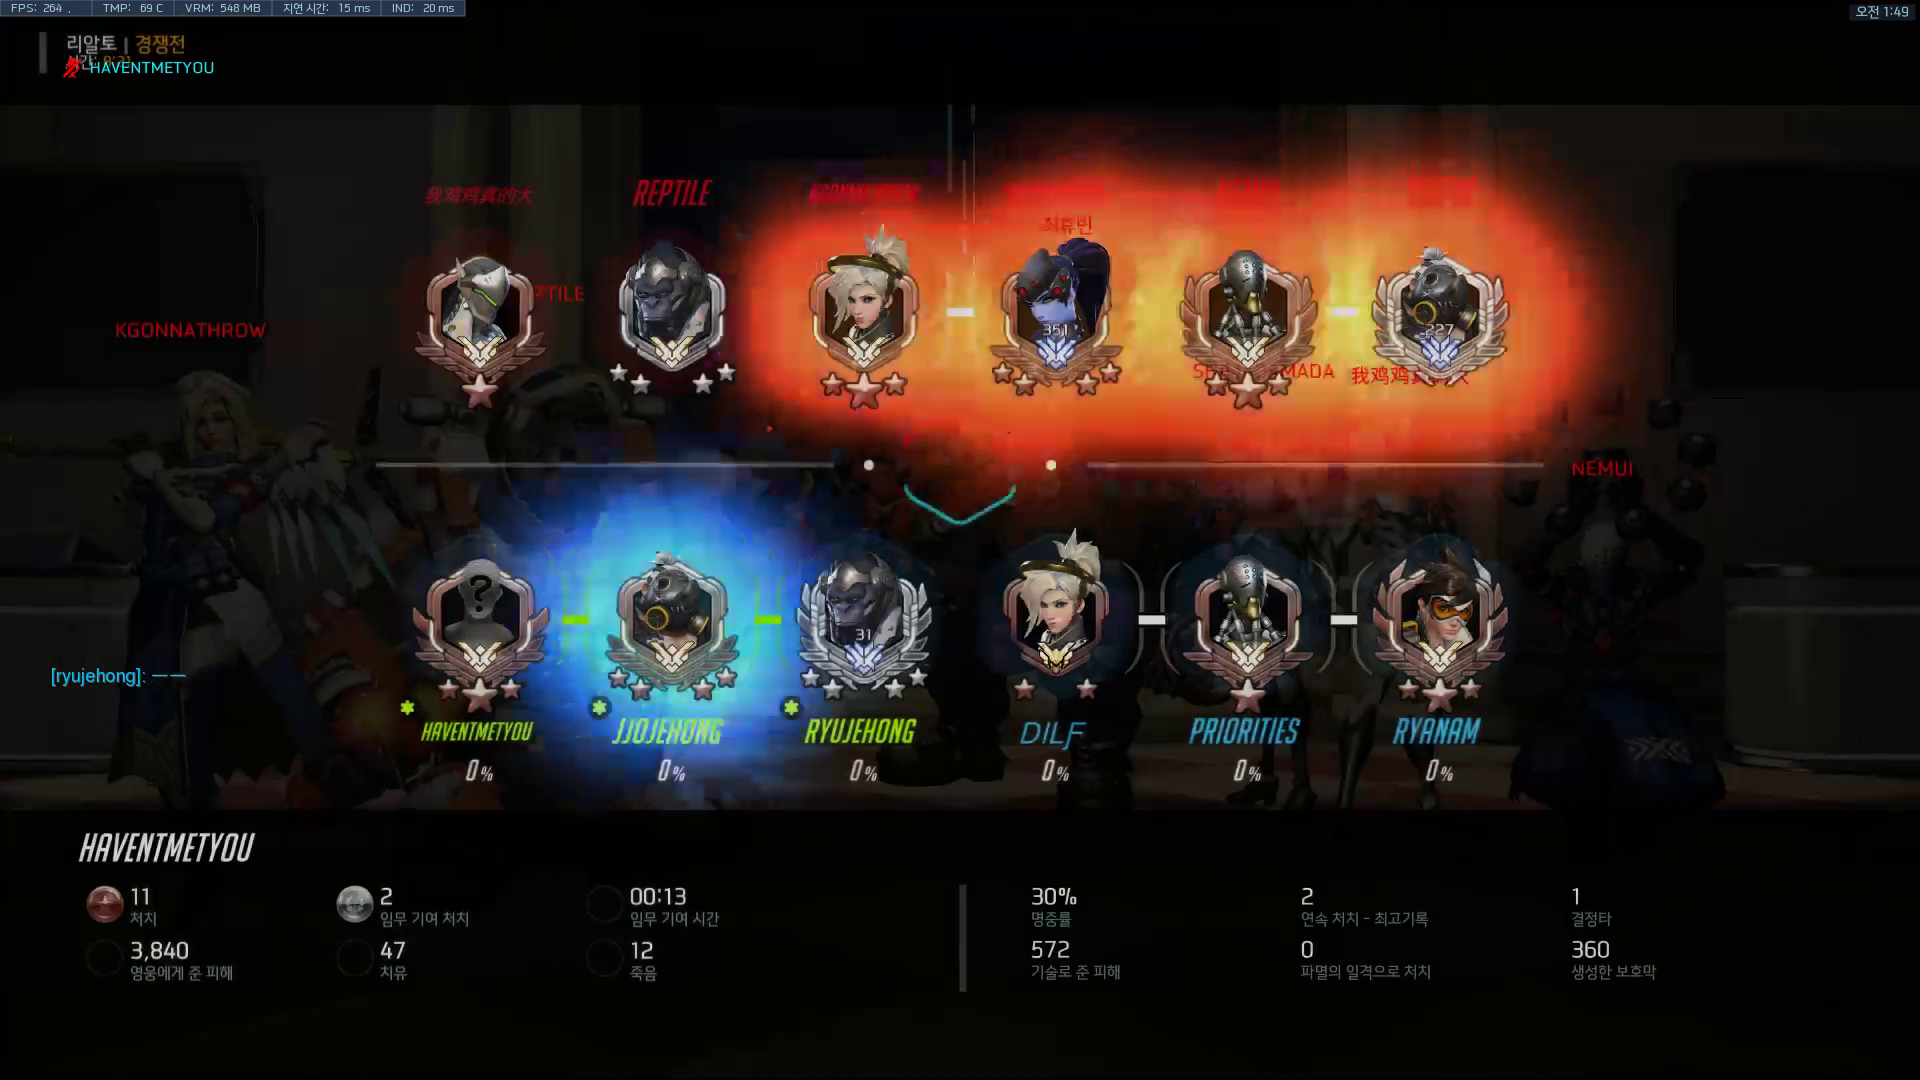 FPS: 264 TMP: 69 C VRM: 548 MB 지연 시간: 15 ms IND: 20 ms
오전 1:49
리알토 | 경쟁전
HAVENTMETYOU
我鸡鸡真的大 REPTILE
최휴빈
KGONNATHROW
351 227
NEMUI
31
[ryujehong]: ㅡㅡ
HAVENTMETYOU JJOJEHONG RYUJEHONG DILF PRIORITIES RYANAM
0% 0% 0% 0% 0% 0%
HAVENTMETYOU
11 2 00:13 30% 2 1
처치 임무 기여 처치 임무 기여 시간 명중률 연속 처치 - 최고기록 결정타
3,840 47 12 572 0 360
영웅에게 준 피해 치유 죽음 기술로 준 피해 파멸의 일격으로 처치 생성한 보호막